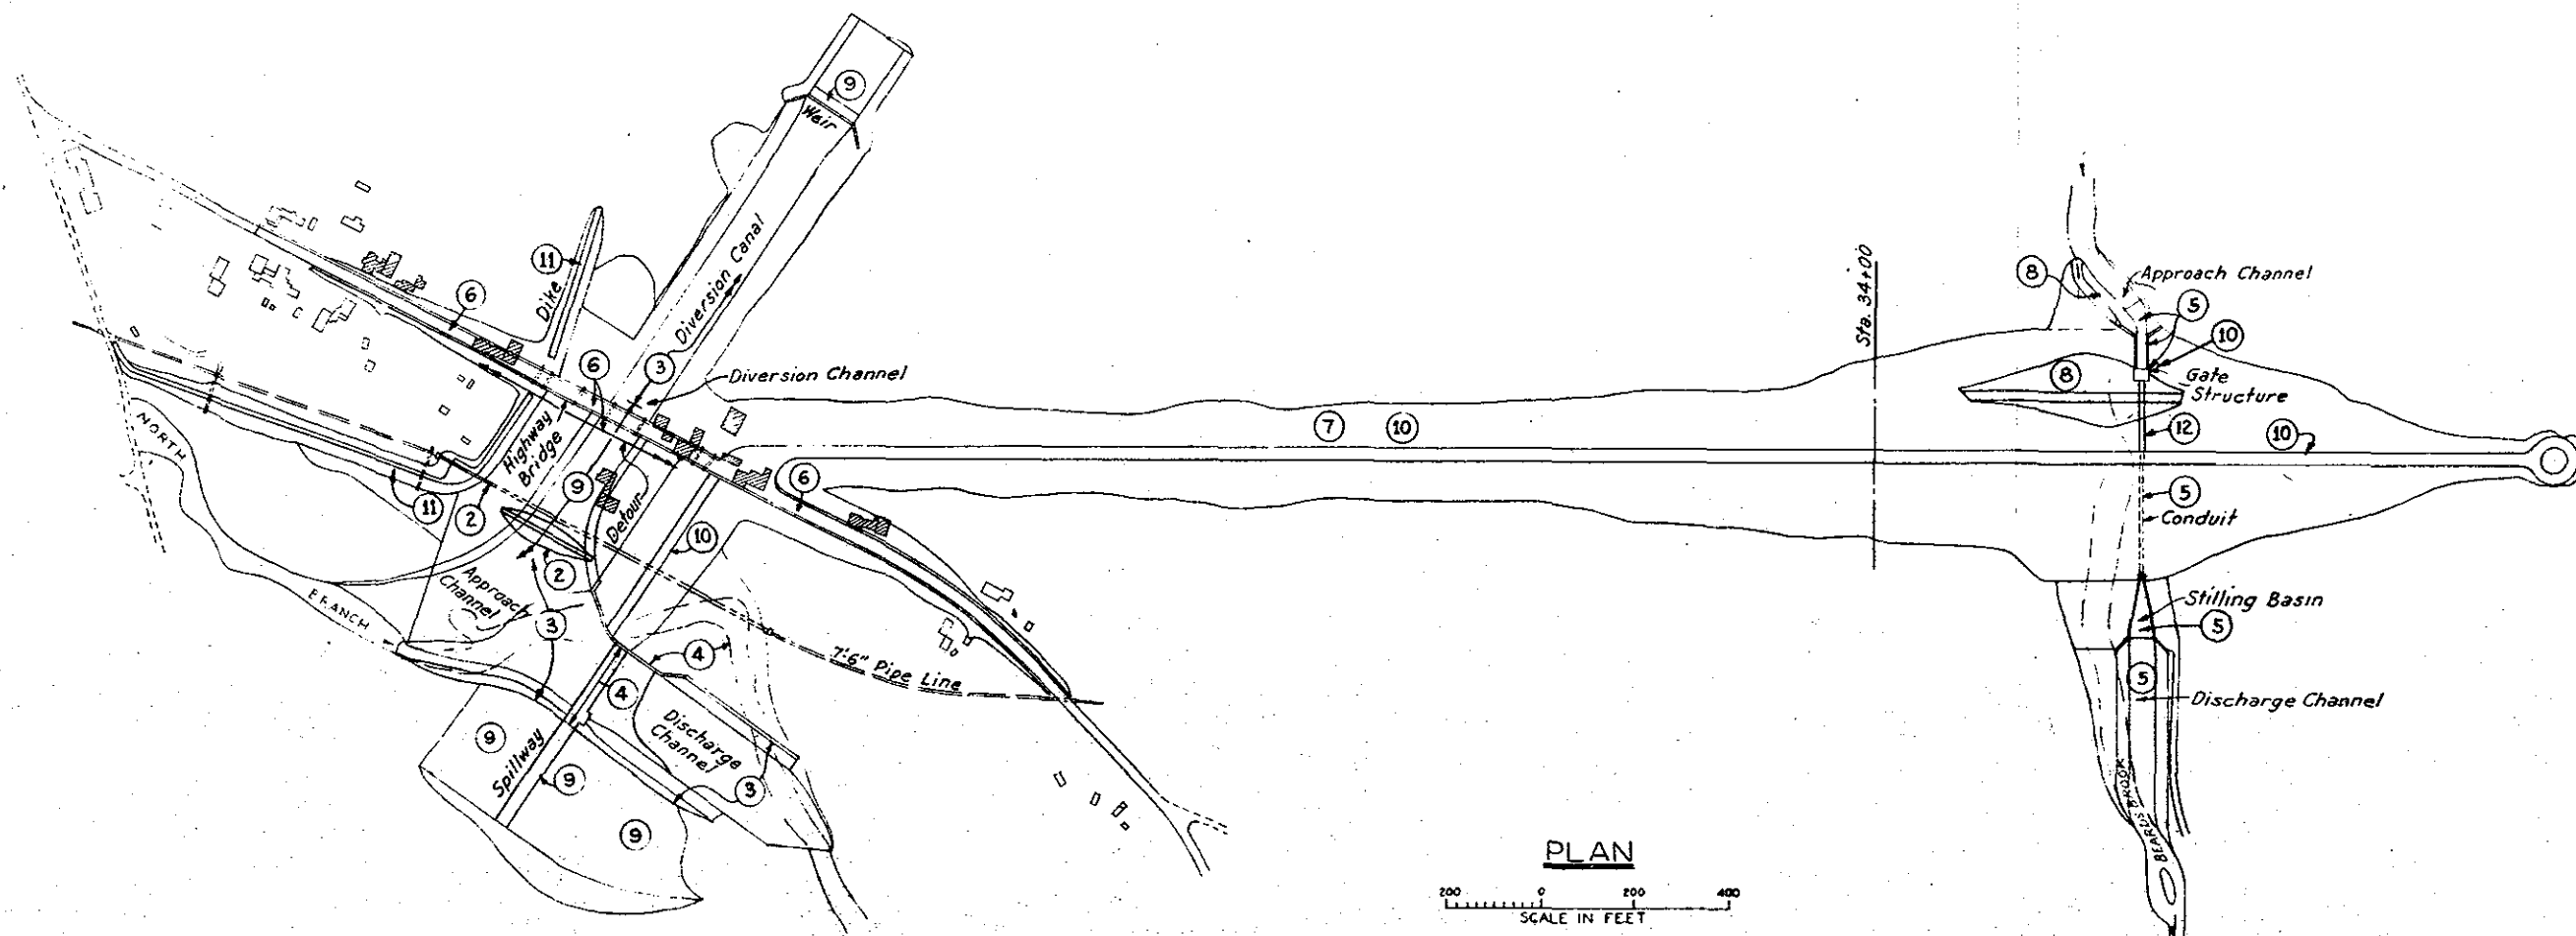 9
Weir
Diversion Canal
11
Dike
6
6
3
Diversion Channel
Highway
Bridge
9
Detour
10
6
NORTH
BRANCH
11
2
2
Approach
Channel
3
4
4
7'6" Pipe Line
Discharge
Channel
3
9
Spillway
9
9
7
10
Sta. 34+00
8
Approach Channel
5
10
8
Gate
Structure
12
10
5
Conduit
Stilling Basin
5
5
Discharge Channel
BEARDS BROOK
BEARDS BROOK
PLAN
200 0 200 400
SCALE IN FEET